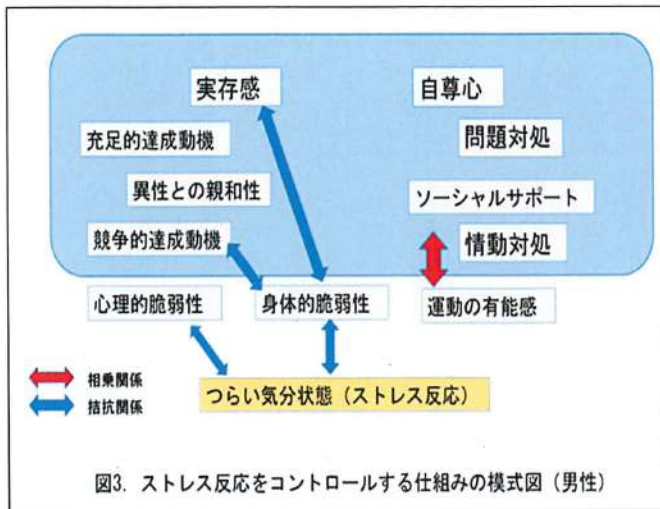 実存感
自尊心
充足的達成動機
問題対処
異性との親和性
ソーシャルサポート
競争的達成動機
情動対処
心理的脆弱性
身体的脆弱性
運動の有能感
相乗関係
拮抗関係
つらい気分状態（ストレス反応）
図3. ストレス反応をコントロールする仕組みの模式図（男性）